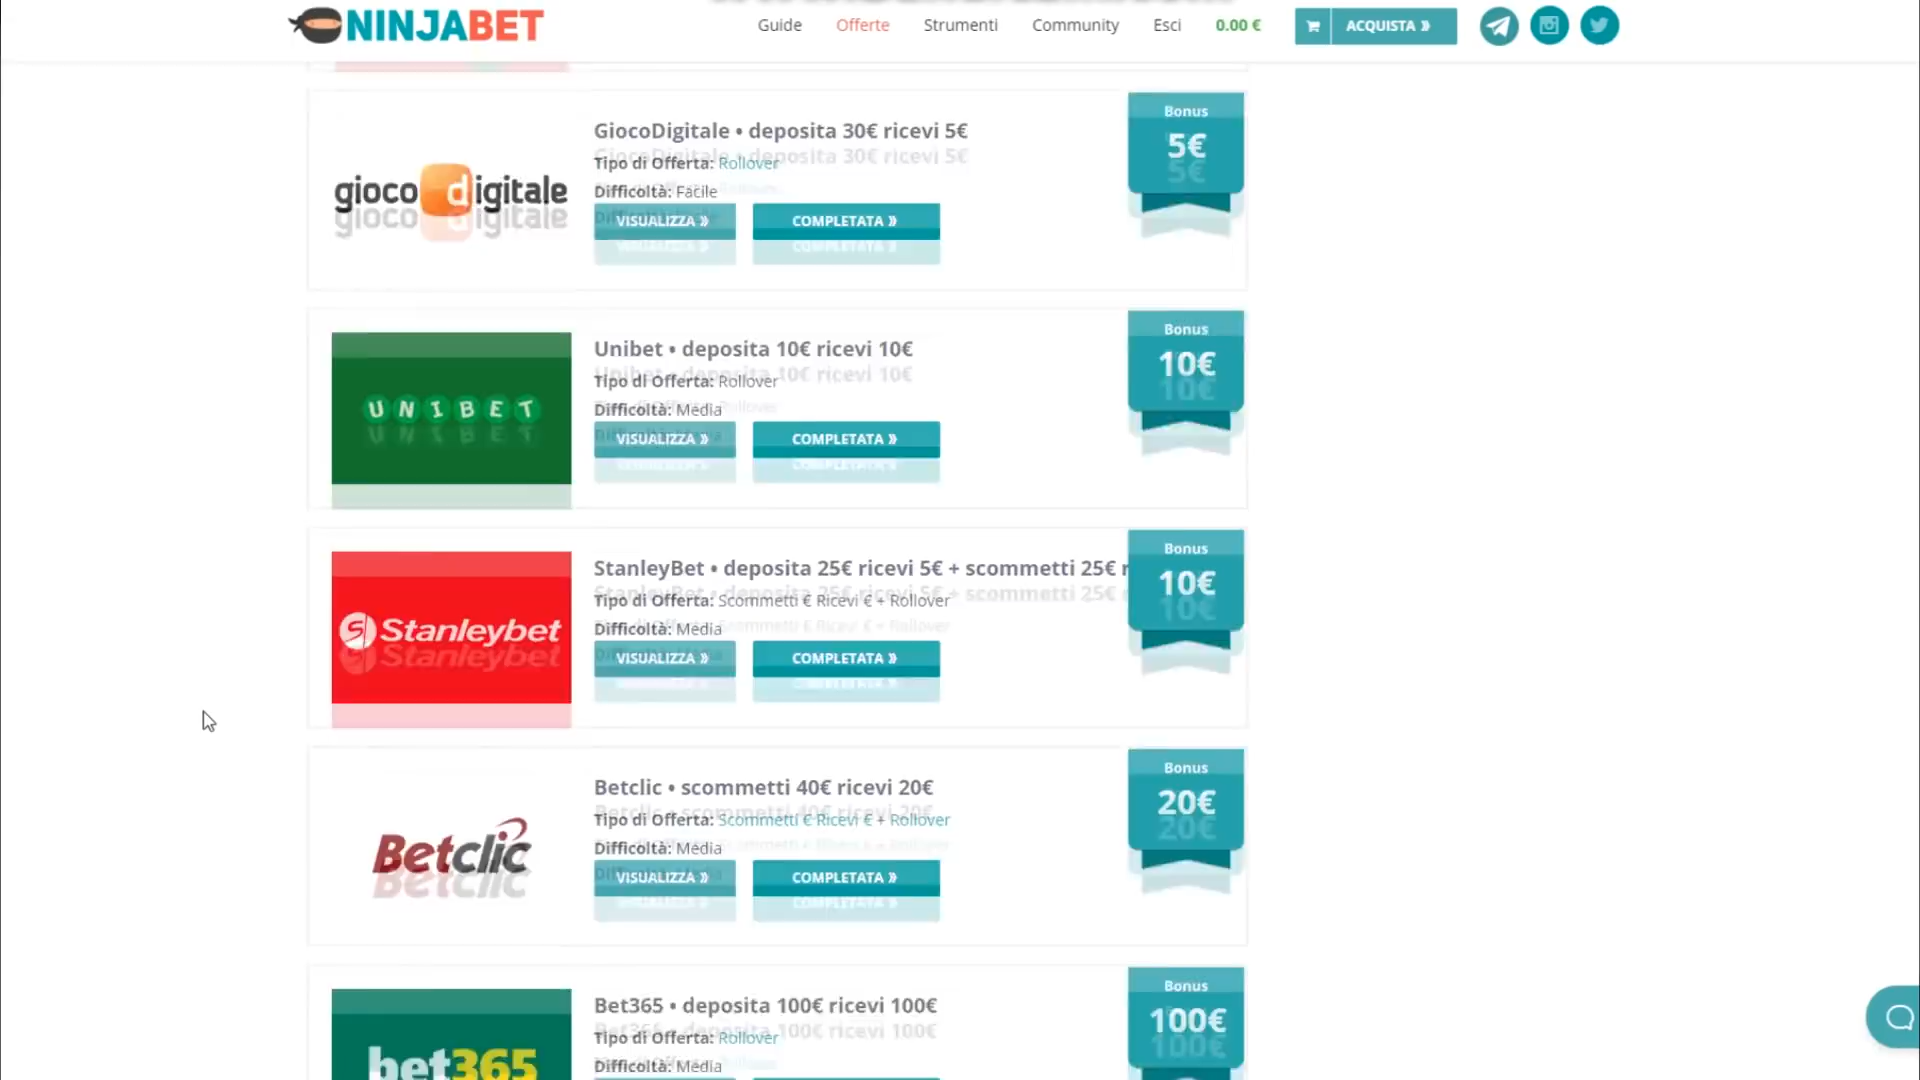 NINJABET
Guide
Offerte
Strumenti
Community
Esci
0.00 €
ACQUISTA »
giocodigitale
GiocoDigitale • deposita 30€ ricevi 5€
Tipo di Offerta: Rollover
Difficoltà: Facile
VISUALIZZA »
COMPLETATA »
Bonus
5€
UNIBET
Unibet • deposita 10€ ricevi 10€
Tipo di Offerta: Rollover
Difficoltà: Media
VISUALIZZA »
COMPLETATA »
Bonus
10€
Stanleybet
StanleyBet • deposita 25€ ricevi 5€ + scommetti 25€ r
Tipo di Offerta: Scommetti € Ricevi € + Rollover
Difficoltà: Media
VISUALIZZA »
COMPLETATA »
Bonus
10€
Betclic
Betclic • scommetti 40€ ricevi 20€
Tipo di Offerta: Scommetti € Ricevi € + Rollover
Difficoltà: Media
VISUALIZZA »
COMPLETATA »
Bonus
20€
bet365
Bet365 • deposita 100€ ricevi 100€
Tipo di Offerta: Rollover
Difficoltà: Media
Bonus
100€